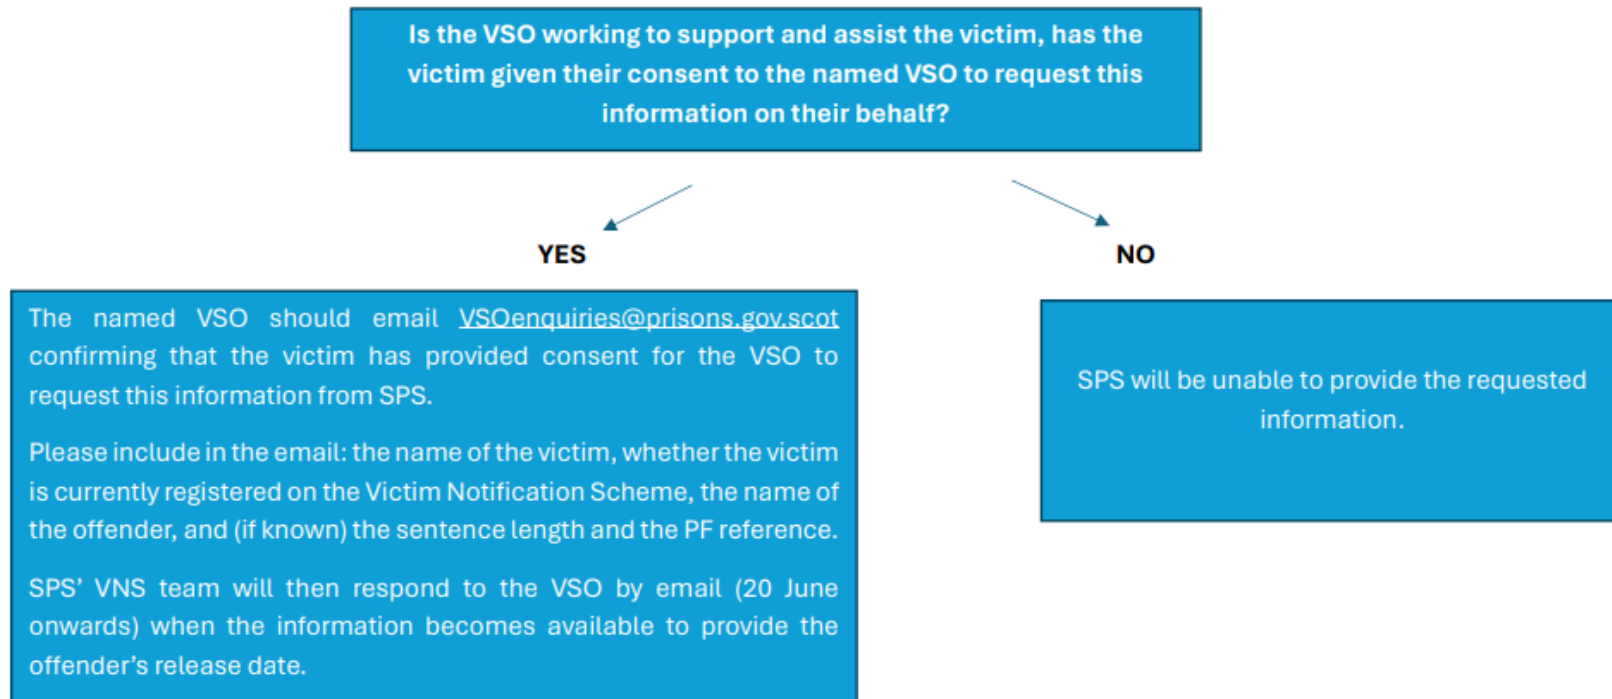 Is the VSO working to support and assist the victim, has the
victim given their consent to the named VSO to request this
information on their behalf?
YES
NO
The named VSO should email VSOenquiries@prisons.gov.scot
confirming that the victim has provided consent for the VSO to
request this information from SPS.
Please include in the email: the name of the victim, whether the victim
is currently registered on the Victim Notification Scheme, the name of
the offender, and (if known) the sentence length and the PF reference.
SPS’ VNS team will then respond to the VSO by email (20 June
onwards) when the information becomes available to provide the
offender’s release date.
SPS will be unable to provide the requested
information.